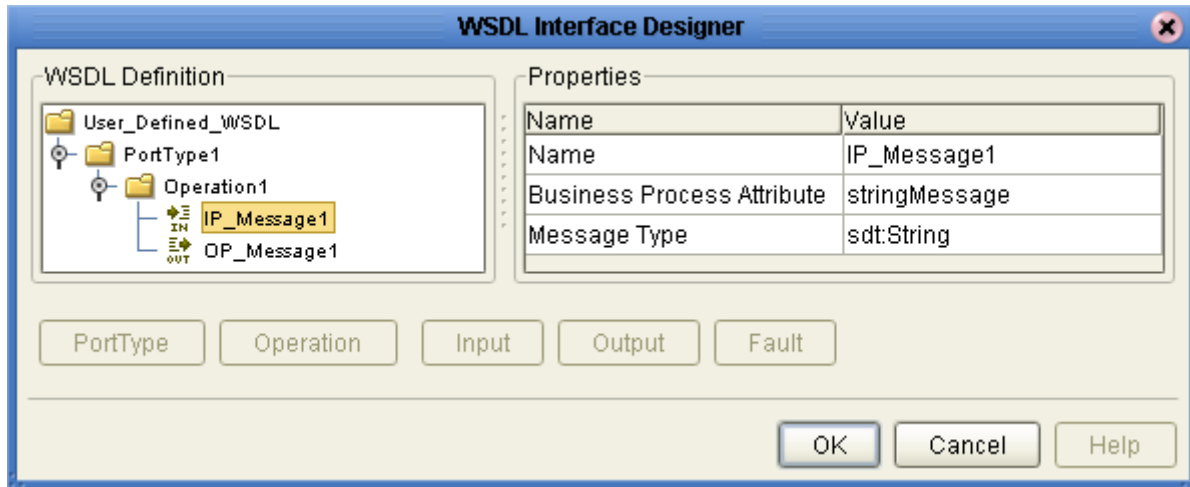 WSDL Interface Designer
WSDL Definition
User_Defined_WSDL
PortType1
Operation1
IN IP_Message1
OUT OP_Message1
Properties
Name Value
Name IP_Message1
Business Process Attribute stringMessage
Message Type sdt:String
PortType Operation Input Output Fault
OK Cancel Help